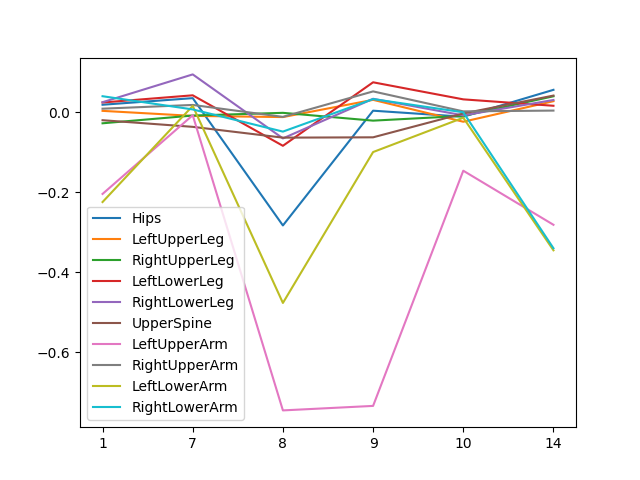 0.0
−0.2
−0.4
−0.6
Hips
LeftUpperLeg
RightUpperLeg
LeftLowerLeg
RightLowerLeg
UpperSpine
LeftUpperArm
RightUpperArm
LeftLowerArm
RightLowerArm
1 7 8 9 10 14